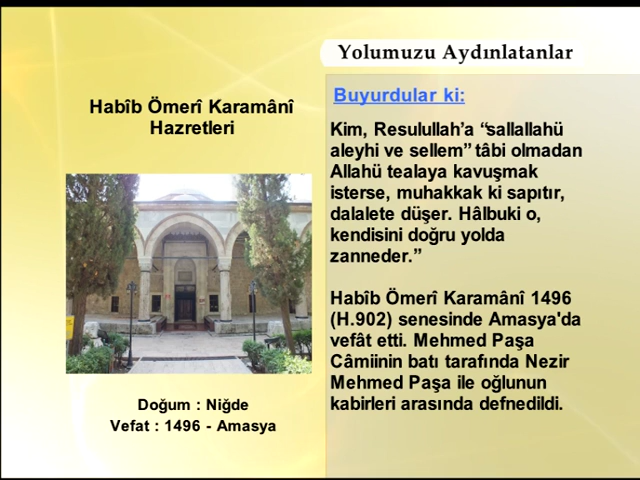 Yolumuzu Aydınlatanlar
Habîb Ömerî Karamânî
Hazretleri
Doğum : Niğde
Vefat : 1496 - Amasya
Buyurdular ki:
Kim, Resulullah’a “sallallahü
aleyhi ve sellem” tâbi olmadan
Allahü tealaya kavuşmak
isterse, muhakkak ki sapıtır,
dalalete düşer. Hâlbuki o,
kendisini doğru yolda
zanneder.”
Habîb Ömerî Karamânî 1496
(H.902) senesinde Amasya'da
vefât etti. Mehmed Paşa
Câmiinin batı tarafında Nezir
Mehmed Paşa ile oğlunun
kabirleri arasında defnedildi.